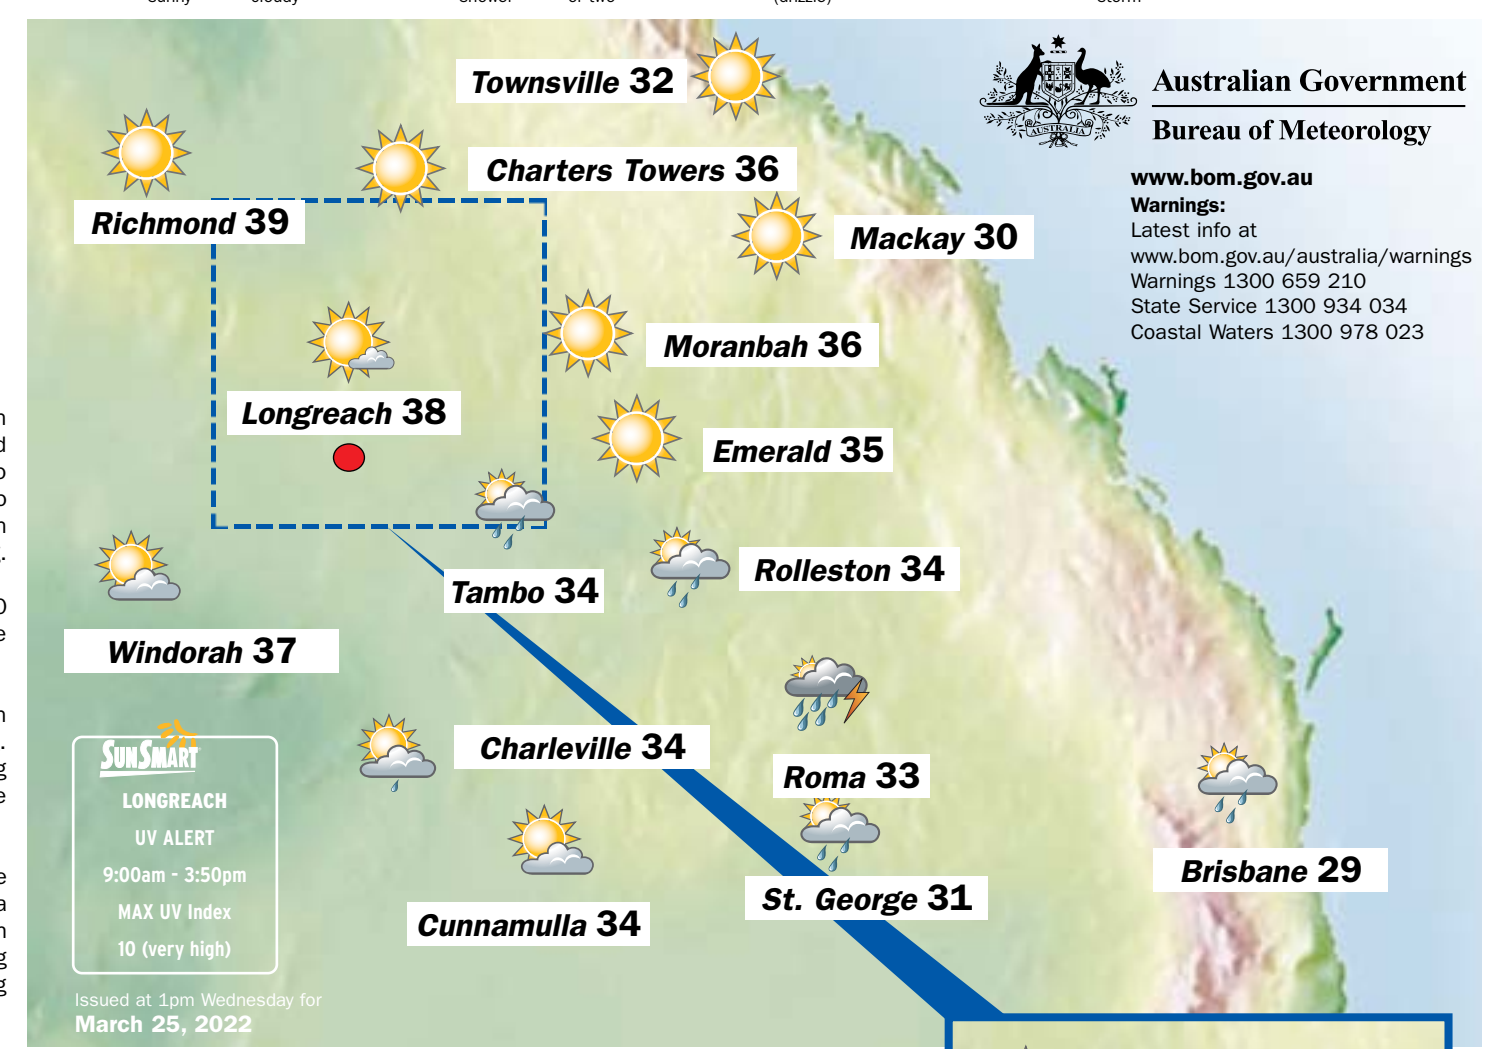 cloudy
or two
Townsville 32
Charters Towers 36
Richmond 39
Mackay 30
Moranbah 36
Longreach 38
Emerald 35
Rolleston 34
Tambo 34
Windorah 37
Charleville 34
Roma 33
Brisbane 29
St. George 31
Cunnamulla 34
AUSTRALIA
Australian Government
Bureau of Meteorology
www.bom.gov.au
Warnings:
Latest info at
www.bom.gov.au/australia/warnings
Warnings 1300 659 210
State Service 1300 934 034
Coastal Waters 1300 978 023
SunSmart
LONGREACH
UV ALERT
9:00am - 3:50pm
MAX UV Index
10 (very high)
Issued at 1pm Wednesday for
March 25, 2022